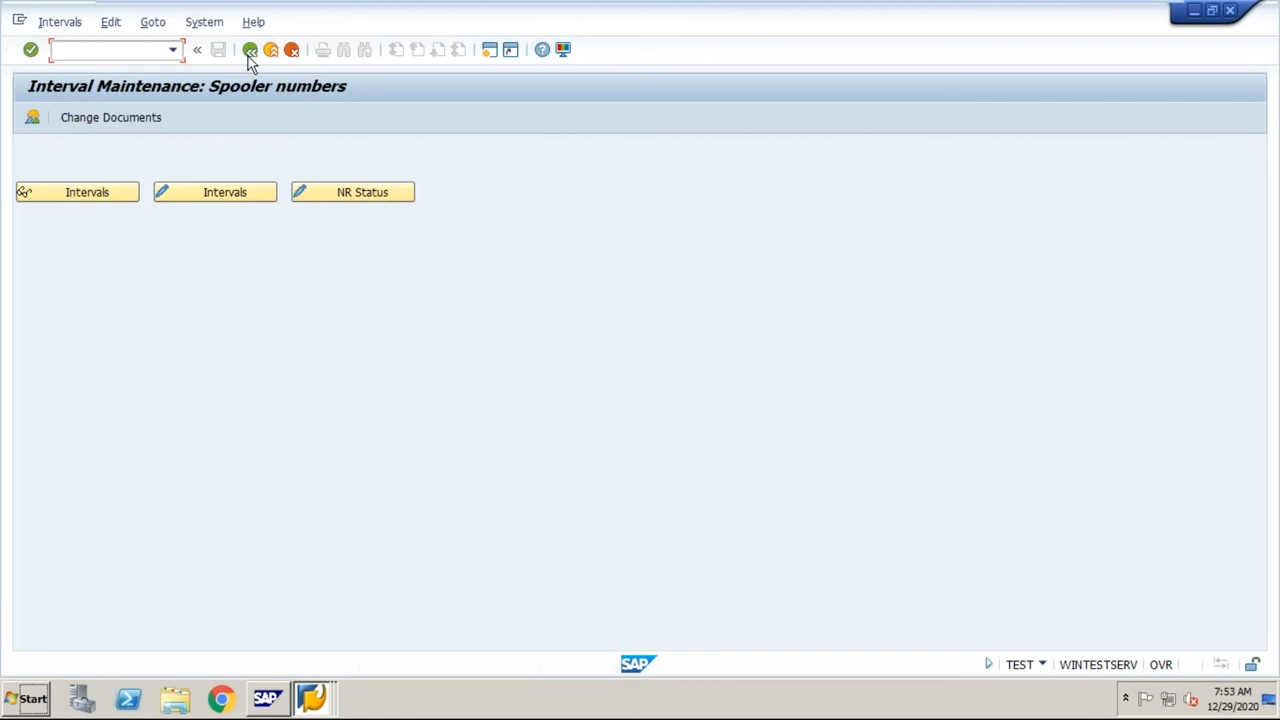 Intervals Edit Goto System Help
Interval Maintenance: Spooler numbers
Change Documents
Intervals Intervals NR Status
SAP TEST WINTESTSERV OVR
Start SAP 7:53 AM
12/29/2020